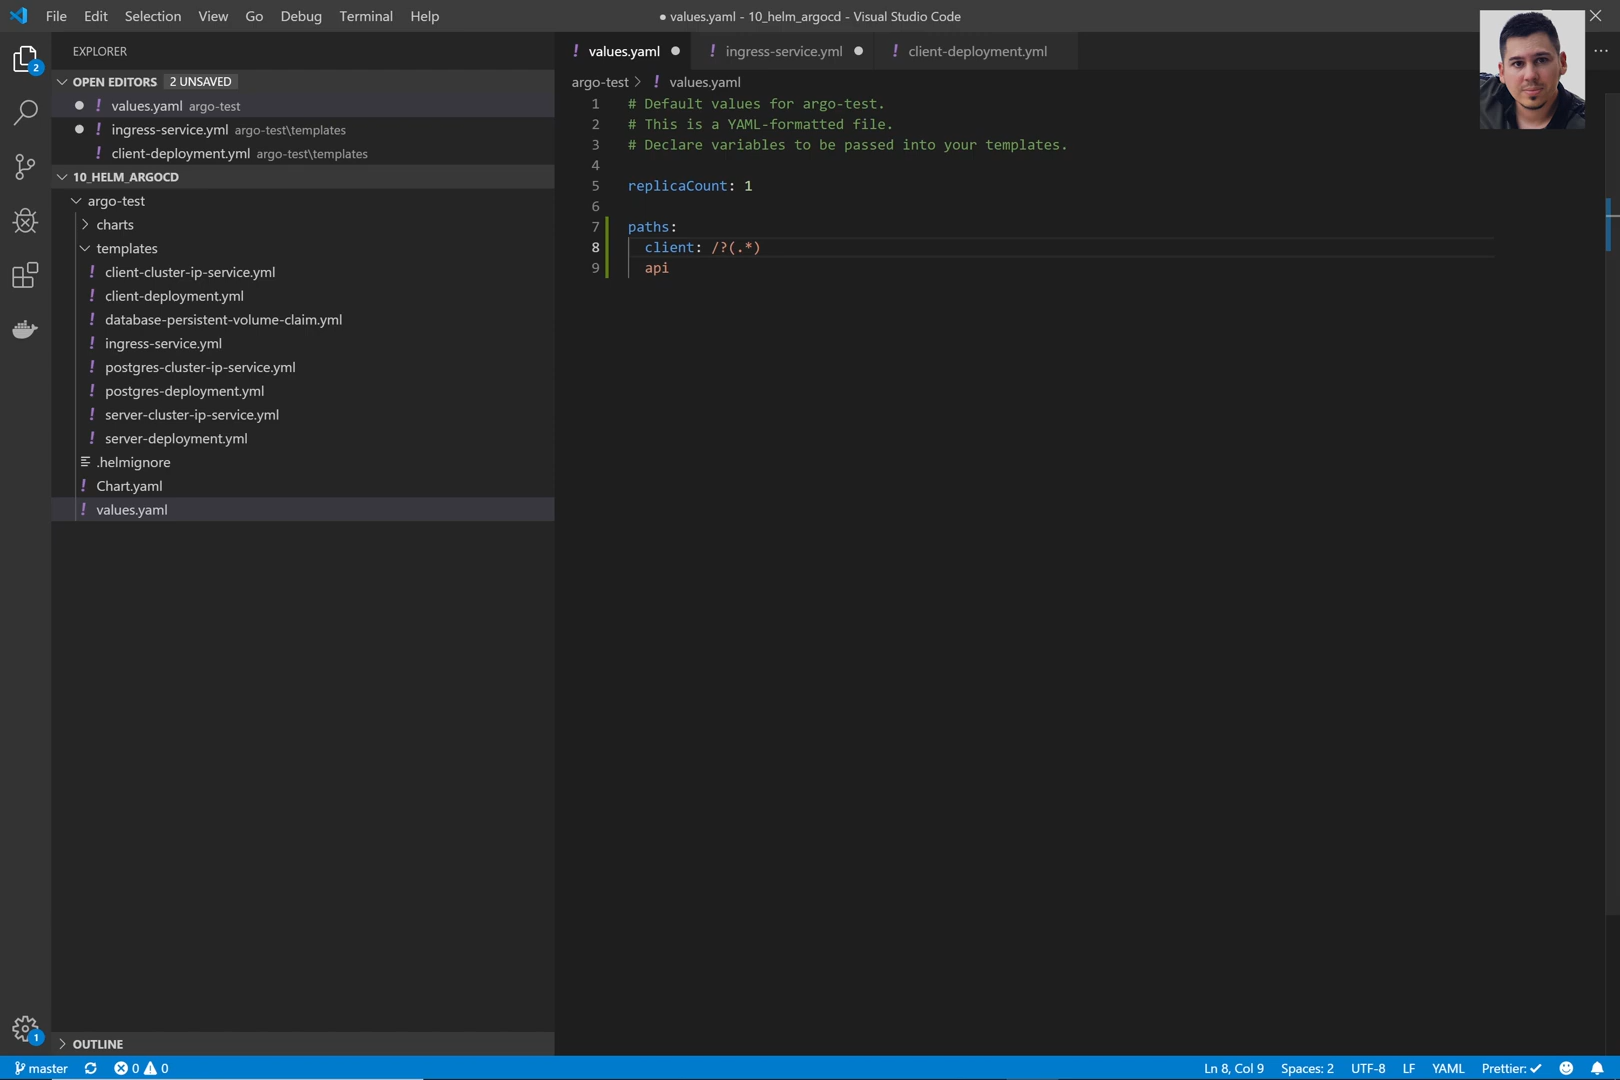 File Edit Selection View Go Debug Terminal Help
● values.yaml - 10_helm_argocd - Visual Studio Code
EXPLORER
OPEN EDITORS 2 UNSAVED
! values.yaml argo-test
! ingress-service.yml argo-test\templates
! client-deployment.yml argo-test\templates
10_HELM_ARGOCD
argo-test
charts
templates
! client-cluster-ip-service.yml
! client-deployment.yml
! database-persistent-volume-claim.yml
! ingress-service.yml
! postgres-cluster-ip-service.yml
! postgres-deployment.yml
! server-cluster-ip-service.yml
! server-deployment.yml
.helmignore
! Chart.yaml
! values.yaml
OUTLINE
2
1
! values.yaml ! ingress-service.yml ! client-deployment.yml
argo-test > ! values.yaml
1 # Default values for argo-test.
2 # This is a YAML-formatted file.
3 # Declare variables to be passed into your templates.
4
5 replicaCount: 1
6
7 paths:
8   client: /?(.*)
9   api
master 0 0 Ln 8, Col 9 Spaces: 2 UTF-8 LF YAML Prettier: ✓